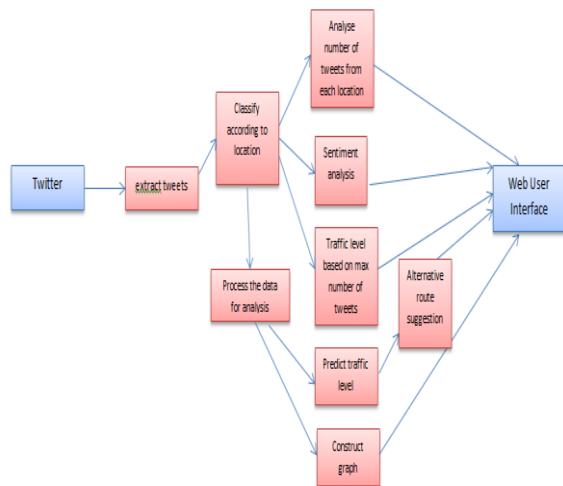 Analyse
number of
tweets from
each location
Classify
according to
location
Twitter
extract tweets
Sentiment
analysis
Web User
Interface
Traffic level
based on max
number of
tweets
Process the data
for analysis
Alternative
route
suggestion
Predict traffic
level
Construct
graph